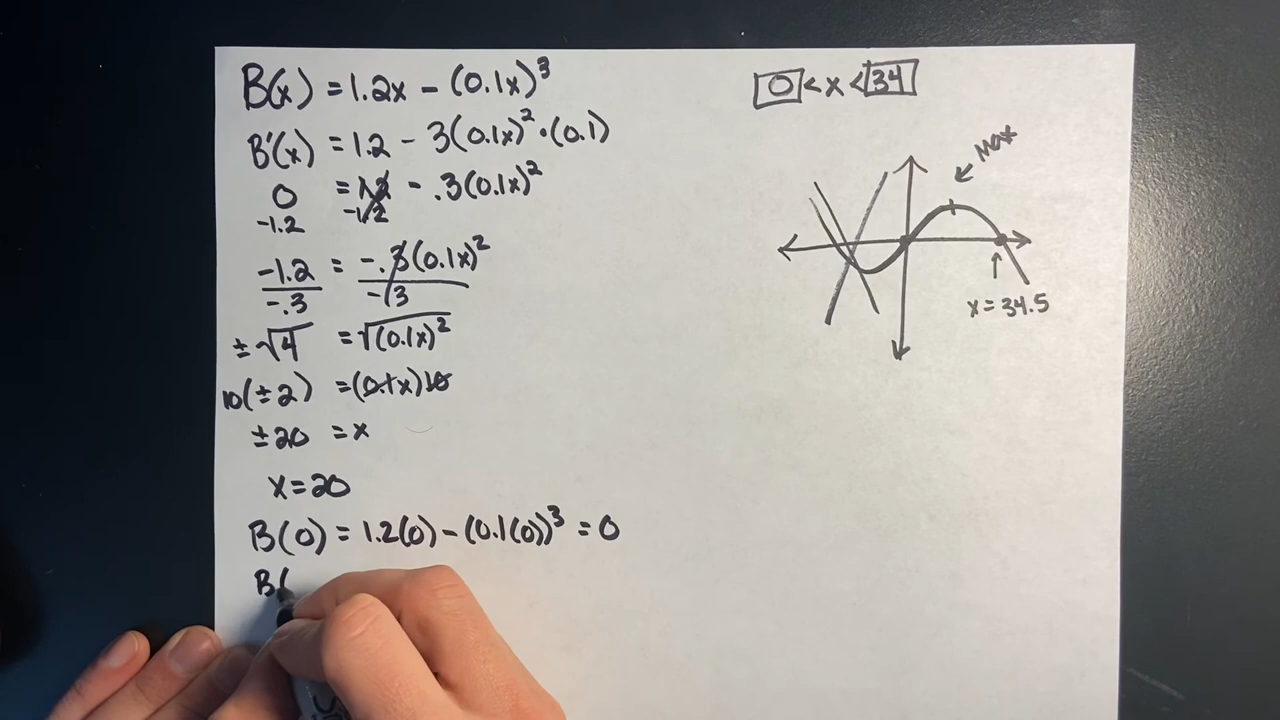 B(x) = 1.2x - (0.1x)³
B'(x) = 1.2 - 3(0.1x)²·(0.1)
0 = 1.2 - .3(0.1x)²
-1.2 -1.2
-1.2 = -.3(0.1x)²
-.3 -.3
±√4 = √(0.1x)²
10(±2) = (0.1x)10
±20 = x
x=20
B(0) = 1.2(0) - (0.1(0))³ = 0
B(
0 < x < 34
Max
x=34.5